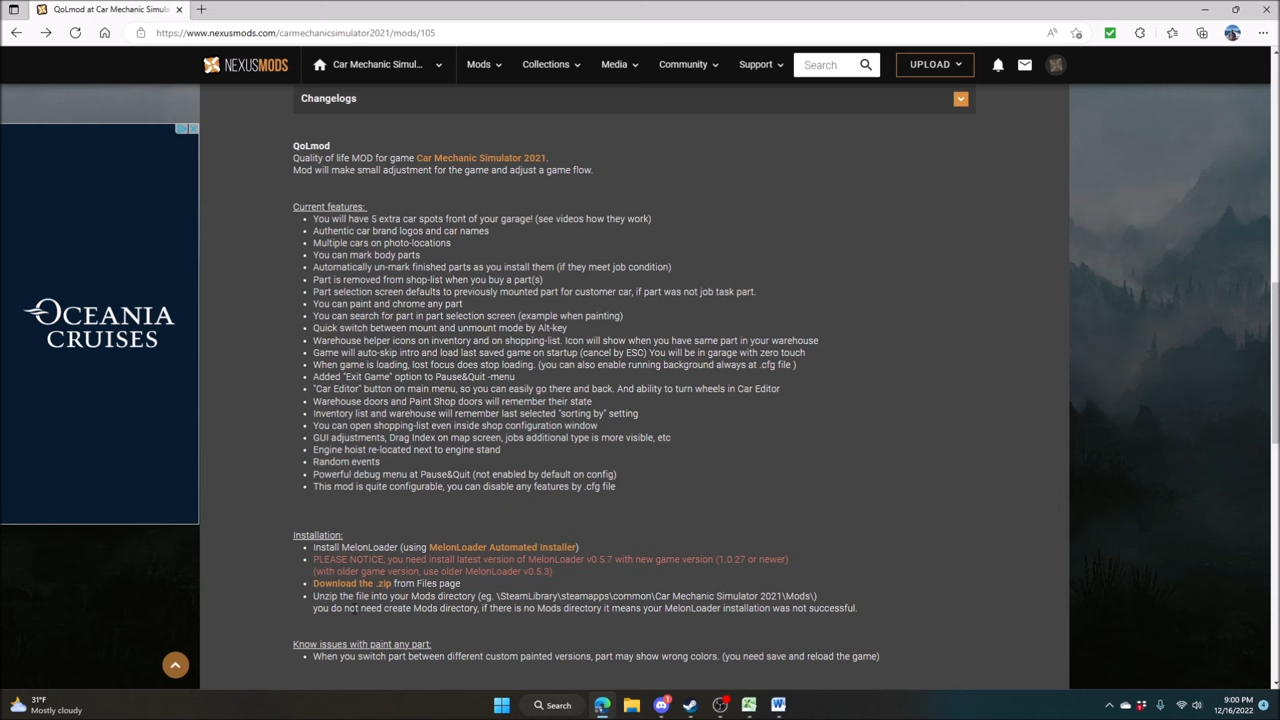 QoLmod at Car Mechanic Simulat
https://www.nexusmods.com/carmechanicsimulator2021/mods/105
NEXUSMODS Car Mechanic Simul... Mods Collections Media Community Support Search UPLOAD
Changelogs
QoLmod
Quality of life MOD for game Car Mechanic Simulator 2021.
Mod will make small adjustment for the game and adjust a game flow.
Current features:
• You will have 5 extra car spots front of your garage! (see videos how they work)
• Authentic car brand logos and car names
• Multiple cars on photo-locations
• You can mark body parts
• Automatically un-mark finished parts as you install them (if they meet job condition)
• Part is removed from shop-list when you buy a part(s)
• Part selection screen defaults to previously mounted part for customer car, if part was not job task part.
• You can paint and chrome any part
• You can search for part in part selection screen (example when painting)
• Quick switch between mount and unmount mode by Alt-key
• Warehouse helper icons on inventory and on shopping-list. Icon will show when you have same part in your warehouse
• Game will auto-skip intro and load last saved game on startup (cancel by ESC) You will be in garage with zero touch
• When game is loading, lost focus does stop loading. (you can also enable running background always at .cfg file )
• Added "Exit Game" option to Pause&Quit -menu
• "Car Editor" button on main menu, so you can easily go there and back. And ability to turn wheels in Car Editor
• Warehouse doors and Paint Shop doors will remember their state
• Inventory list and warehouse will remember last selected "sorting by" setting
• You can open shopping-list even inside shop configuration window
• GUI adjustments, Drag Index on map screen, jobs additional type is more visible, etc
• Engine hoist re-located next to engine stand
• Random events
• Powerful debug menu at Pause&Quit (not enabled by default on config)
• This mod is quite configurable, you can disable any features by .cfg file
OCEANIA
CRUISES
Installation:
• Install MelonLoader (using MelonLoader Automated Installer)
• PLEASE NOTICE, you need install latest version of MelonLoader v0.5.7 with new game version (1.0.27 or newer)
(with older game version, use older MelonLoader v0.5.3)
• Download the .zip from Files page
• Unzip the file into your Mods directory (eg. \SteamLibrary\steamapps\common\Car Mechanic Simulator 2021\Mods\)
you do not need create Mods directory, if there is no Mods directory it means your MelonLoader installation was not successful.
Know issues with paint any part:
• When you switch part between different custom painted versions, part may show wrong colors. (you need save and reload the game)
31°F
Mostly cloudy
Search
9:00 PM
12/16/2022